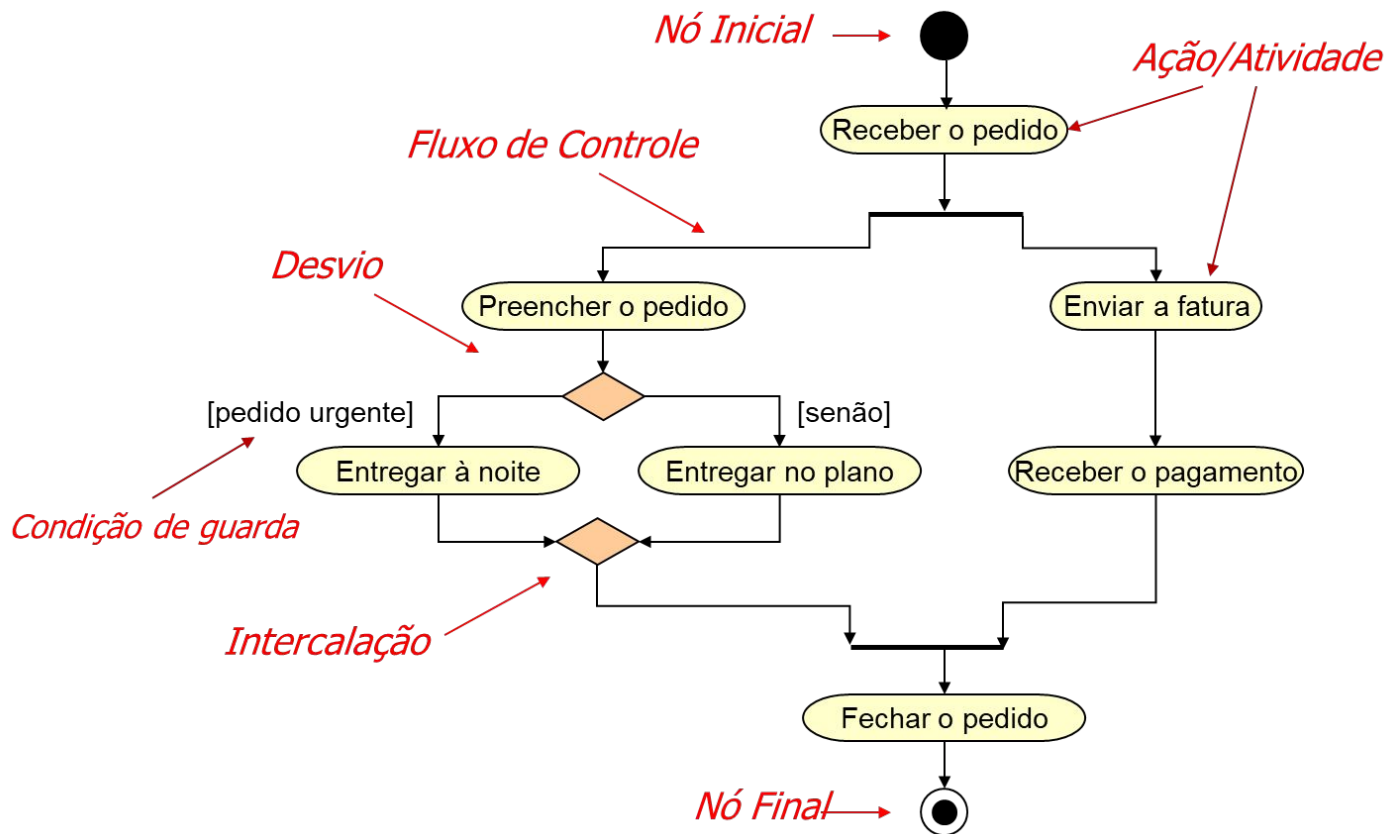 Nó Inicial
Ação/Atividade
Receber o pedido
Fluxo de Controle
Desvio
Preencher o pedido
Enviar a fatura
[pedido urgente]
[senão]
Entregar à noite
Entregar no plano
Receber o pagamento
Condição de guarda
Intercalação
Fechar o pedido
Nó Final